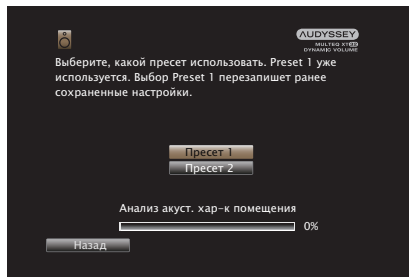 AUDYSSEY
MULTEQ XT32
DYNAMIC VOLUME
Выберите, какой пресет использовать. Preset 1 уже
используется. Выбор Preset 1 перезапишет ранее
сохраненные настройки.
Пресет 1
Пресет 2
Анализ акуст. хар-к помещения
0%
Назад